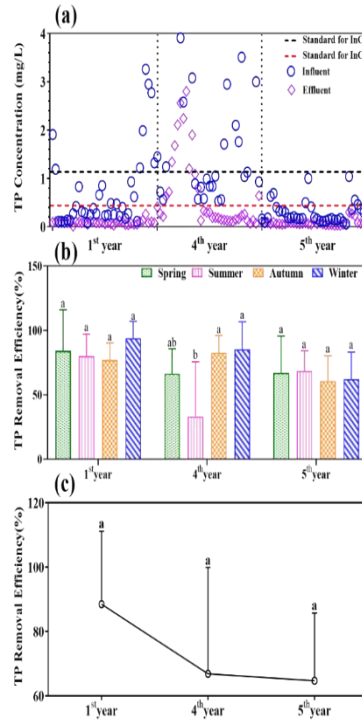 (a)
TP Concentration (mg/L)
4
3
2
1
0
Standard for InC
Standard for InC
Influent
Effluent
1st year
4th year
5th year
(b)
TP Removal Efficiency(%)
150
100
50
0
Spring
Summer
Autumn
Winter
a
a
a
a
ab
b
a
a
a
a
a
a
1st year
4th year
5th year
(c)
TP Removal Efficiency(%)
120
100
80
60
a
a
a
1st year
4th year
5th year